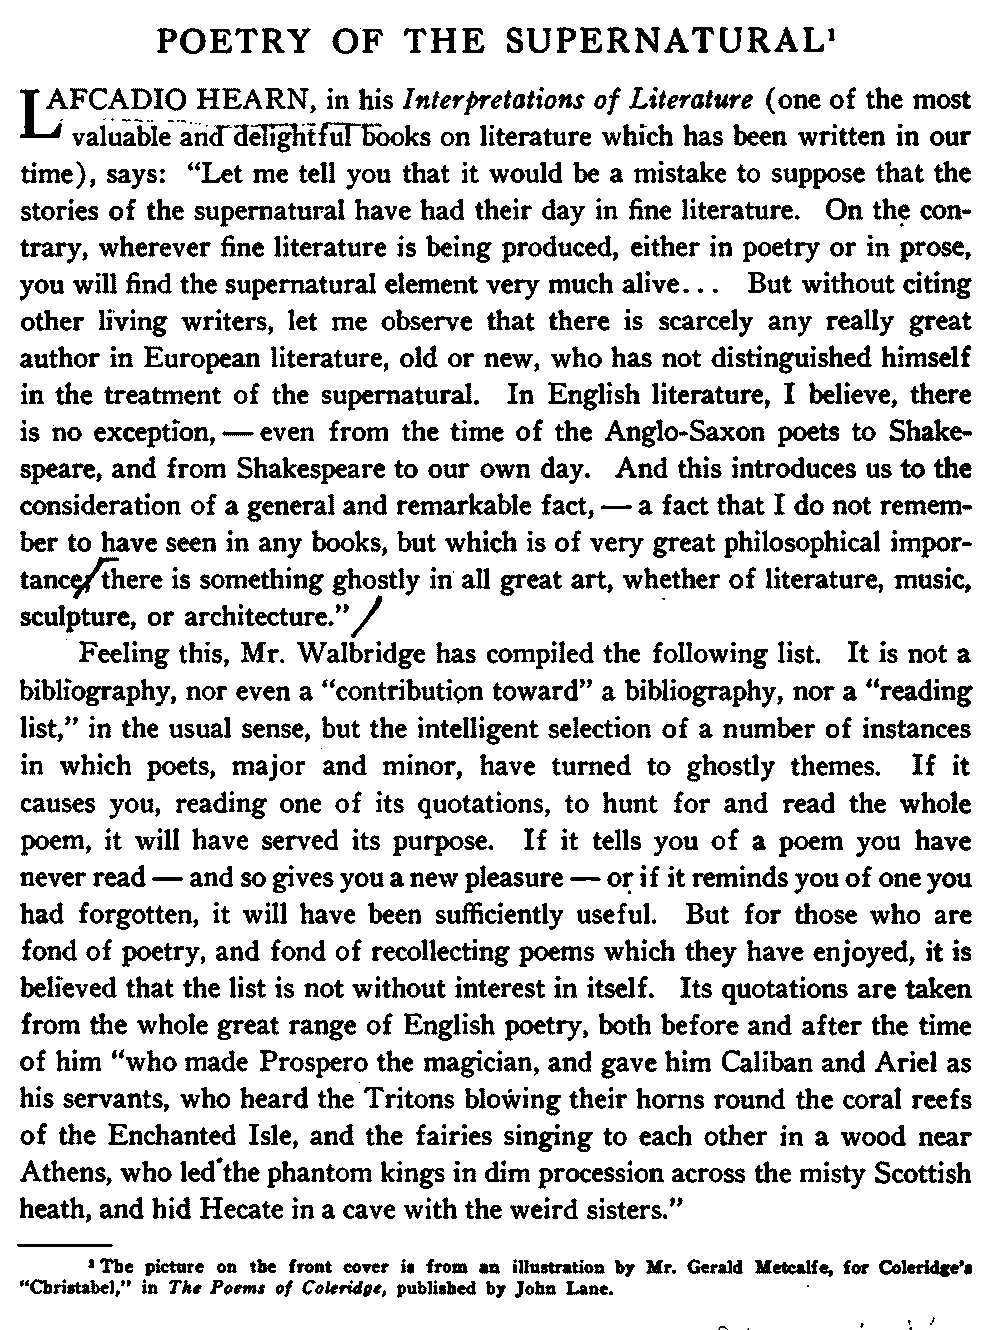 POETRY OF THE SUPERNATURAL¹
LAFCADIO HEARN, in his Interpretations of Literature (one of the most
valuable and delightful books on literature which has been written in our
time), says: "Let me tell you that it would be a mistake to suppose that the
stories of the supernatural have had their day in fine literature. On the con-
trary, wherever fine literature is being produced, either in poetry or in prose,
you will find the supernatural element very much alive... But without citing
other living writers, let me observe that there is scarcely any really great
author in European literature, old or new, who has not distinguished himself
in the treatment of the supernatural. In English literature, I believe, there
is no exception, — even from the time of the Anglo-Saxon poets to Shake-
speare, and from Shakespeare to our own day. And this introduces us to the
consideration of a general and remarkable fact, — a fact that I do not remem-
ber to have seen in any books, but which is of very great philosophical impor-
tance; there is something ghostly in all great art, whether of literature, music,
sculpture, or architecture."
Feeling this, Mr. Walbridge has compiled the following list. It is not a
bibliography, nor even a "contribution toward" a bibliography, nor a "reading
list," in the usual sense, but the intelligent selection of a number of instances
in which poets, major and minor, have turned to ghostly themes. If it
causes you, reading one of its quotations, to hunt for and read the whole
poem, it will have served its purpose. If it tells you of a poem you have
never read — and so gives you a new pleasure — or if it reminds you of one you
had forgotten, it will have been sufficiently useful. But for those who are
fond of poetry, and fond of recollecting poems which they have enjoyed, it is
believed that the list is not without interest in itself. Its quotations are taken
from the whole great range of English poetry, both before and after the time
of him "who made Prospero the magician, and gave him Caliban and Ariel as
his servants, who heard the Tritons blowing their horns round the coral reefs
of the Enchanted Isle, and the fairies singing to each other in a wood near
Athens, who led the phantom kings in dim procession across the misty Scottish
heath, and hid Hecate in a cave with the weird sisters."
¹ The picture on the front cover is from an illustration by Mr. Gerald Metcalfe, for Coleridge's
"Christabel," in The Poems of Coleridge, published by John Lane.